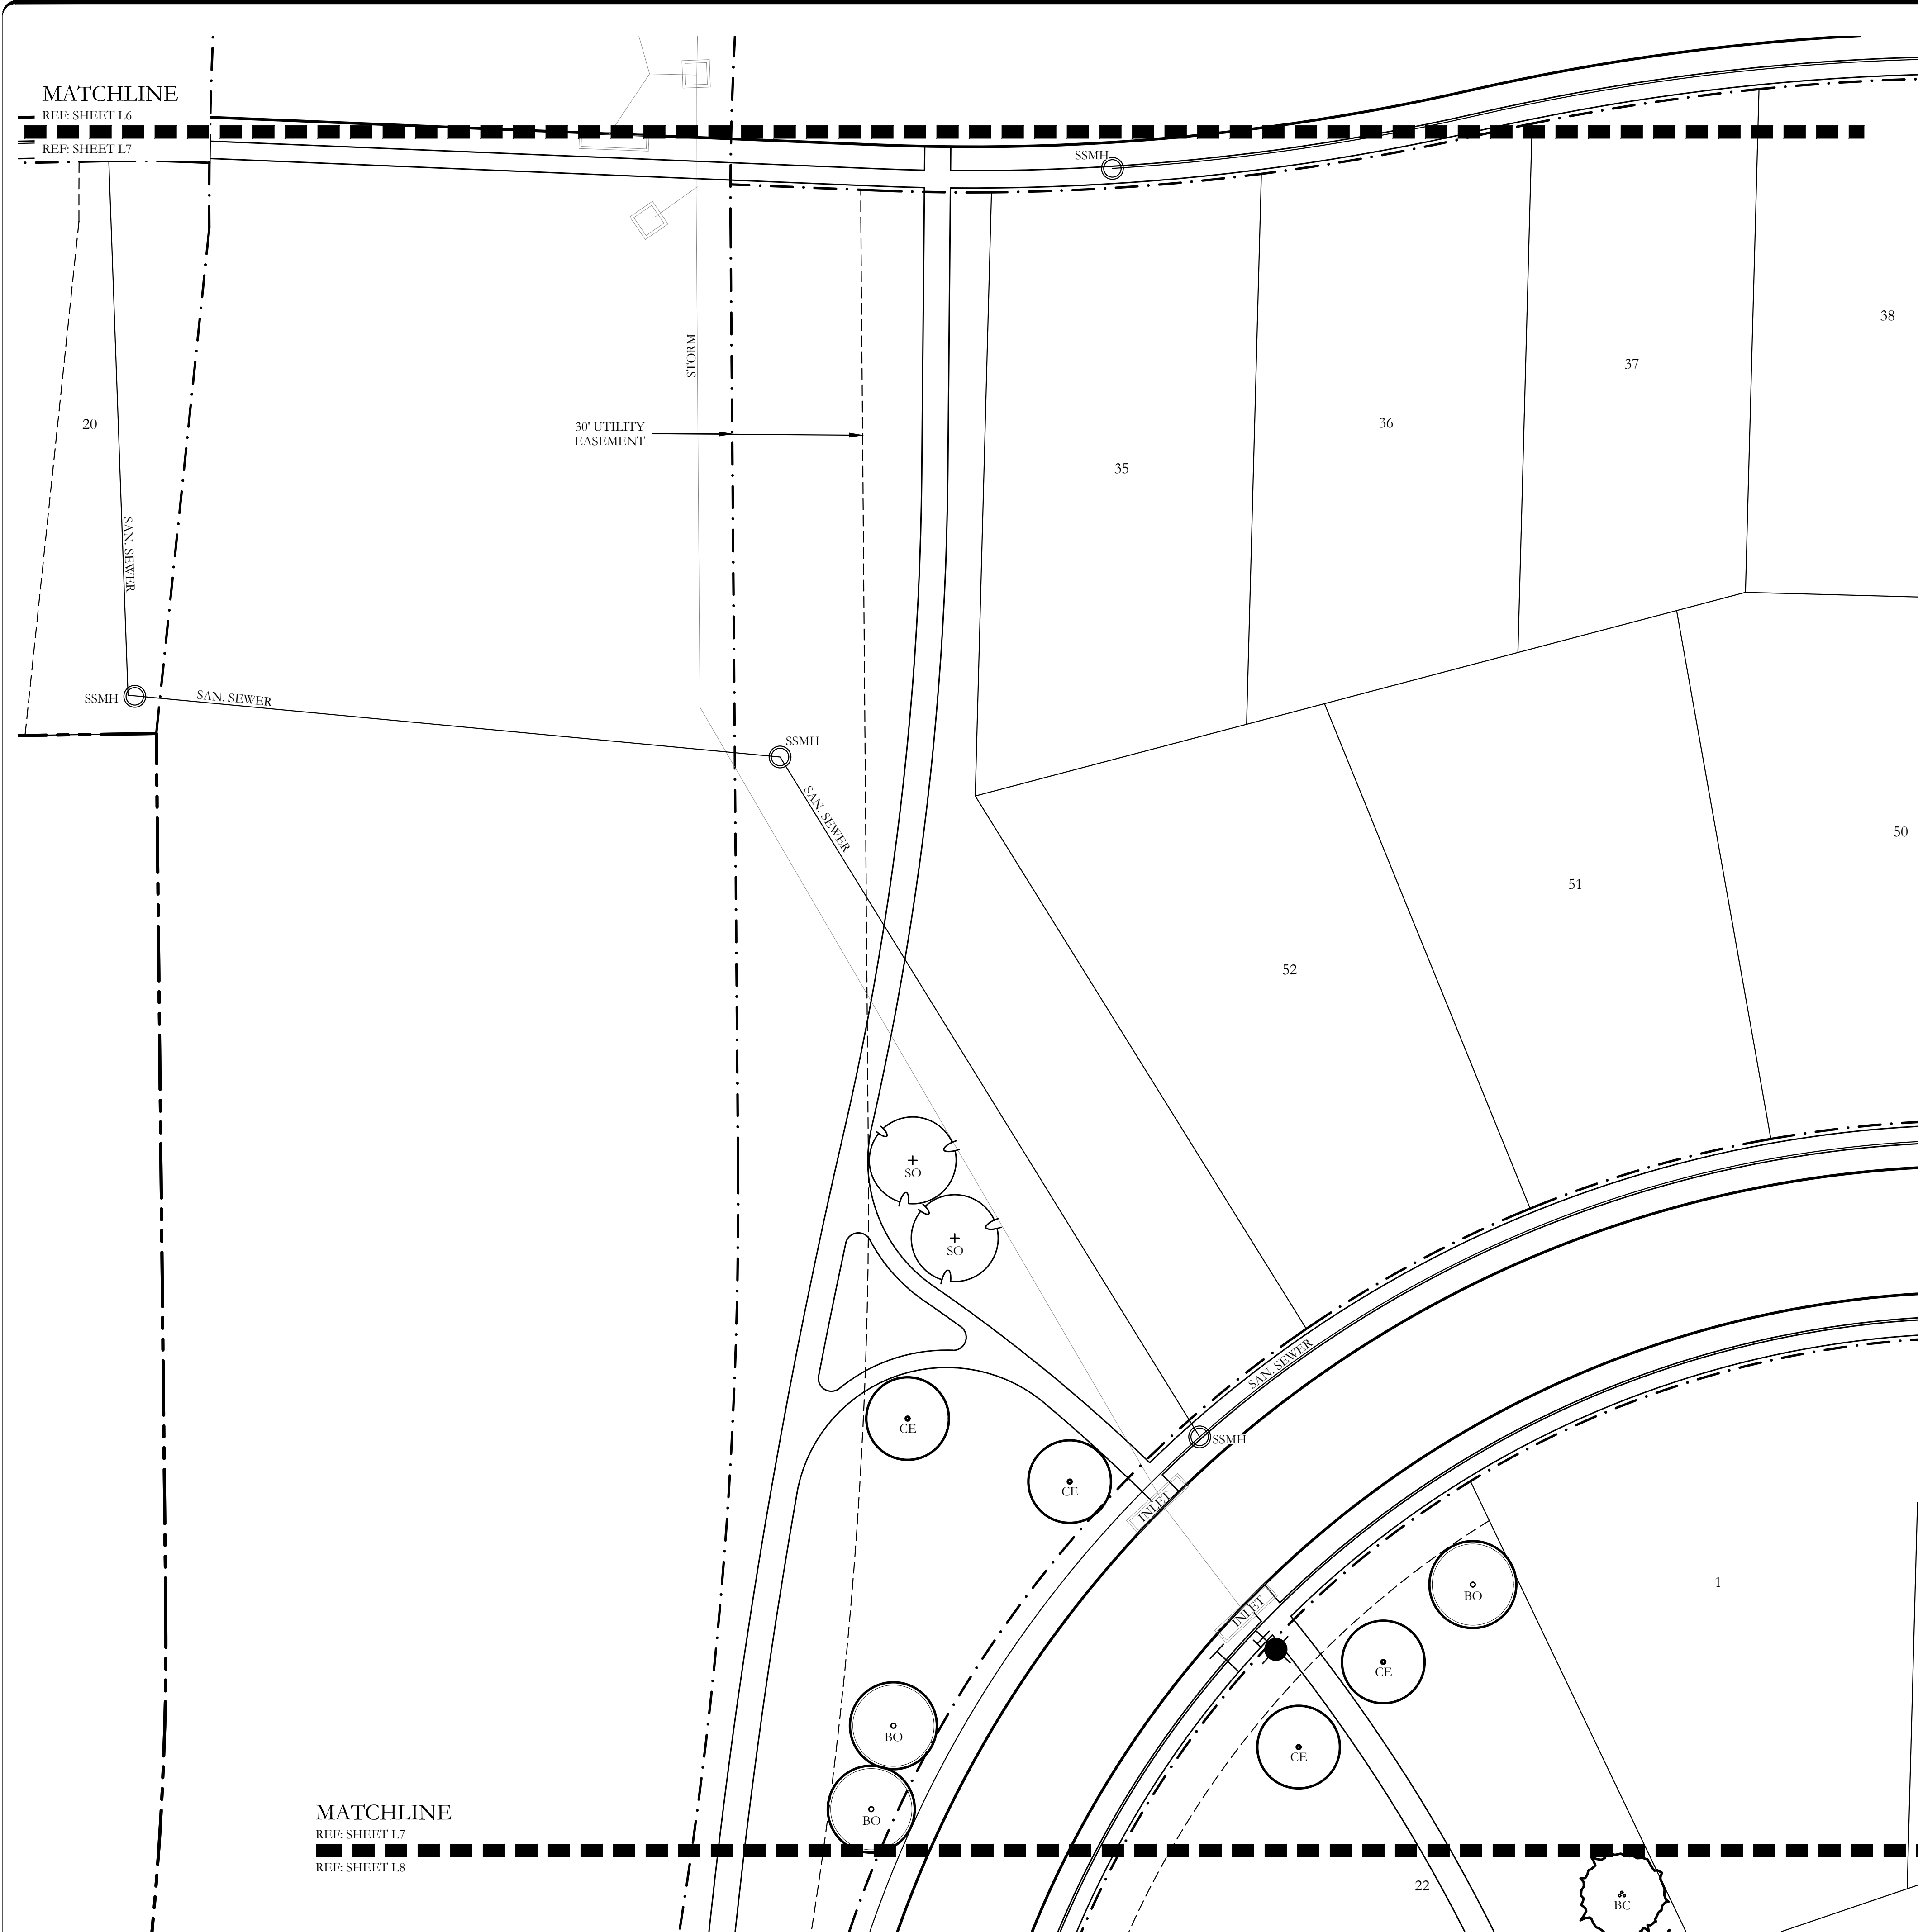 MATCHLINE
REF: SHEET L6
REF: SHEET L7
SSMH
38
STORM
37
20
30' UTILITY
EASEMENT
36
35
SAN. SEWER
SSMH
SAN. SEWER
SSMH
SAN. SEWER
50
51
52
SO
SO
SAN. SEWER
CE
SSMH
CE
INLET
1
BO
INLET
CE
BO
CE
BO
MATCHLINE
REF: SHEET L7
REF: SHEET L8
22
BC